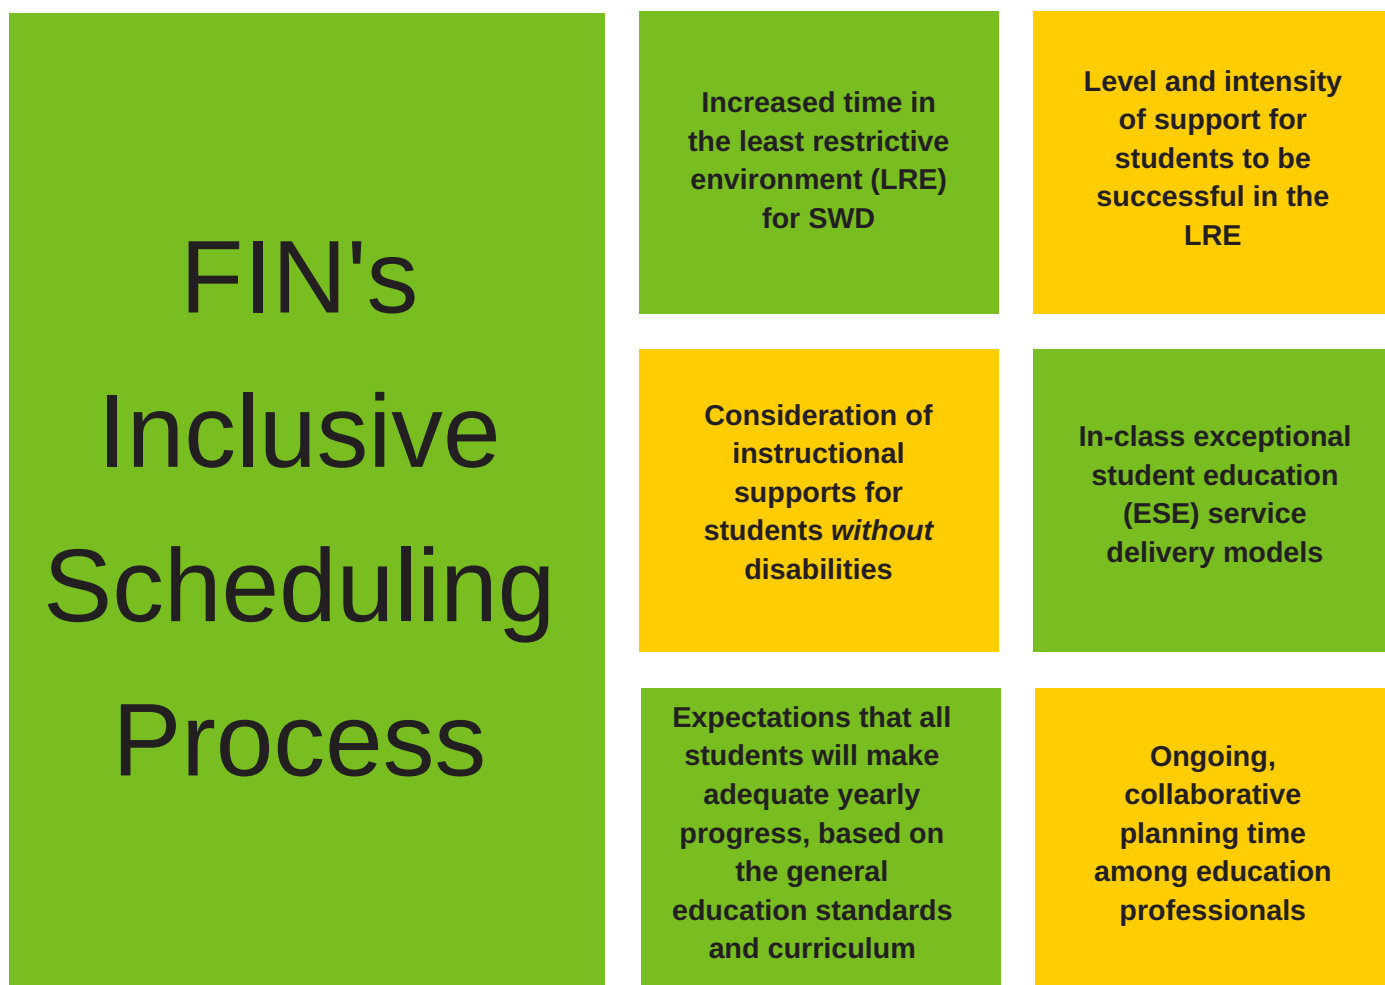 FIN's
Inclusive
Scheduling
Process
Increased time in
the least restrictive
environment (LRE)
for SWD
Level and intensity
of support for
students to be
successful in the
LRE
Consideration of
instructional
supports for
students without
disabilities
In-class exceptional
student education
(ESE) service
delivery models
Expectations that all
students will make
adequate yearly
progress, based on
the general
education standards
and curriculum
Ongoing,
collaborative
planning time
among education
professionals